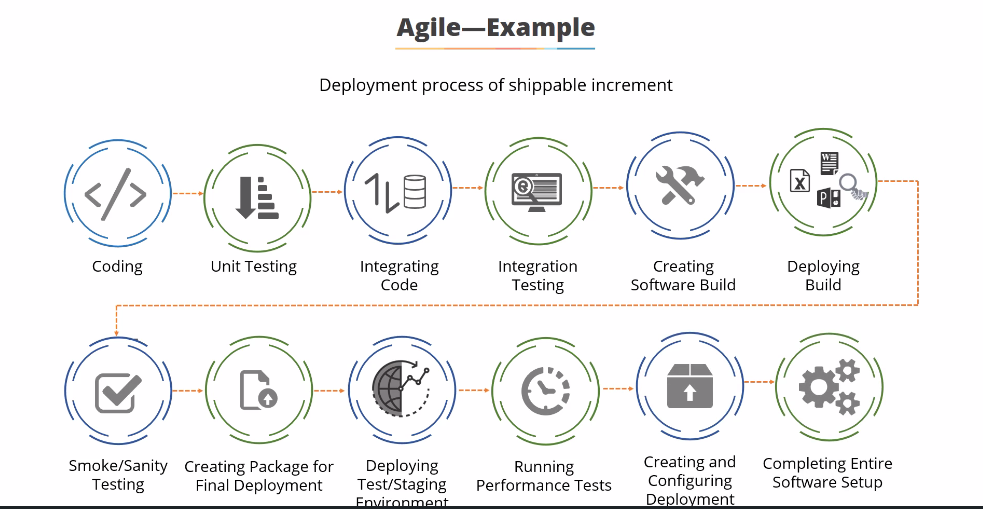 Agile—Example
Deployment process of shippable increment
Coding
Unit Testing
Integrating
Code
Integration
Testing
Creating
Software Build
Deploying
Build
Smoke/Sanity
Testing
Creating Package for
Final Deployment
Deploying
Test/Staging
Environment
Running
Performance Tests
Creating and
Configuring
Deployment
Completing Entire
Software Setup